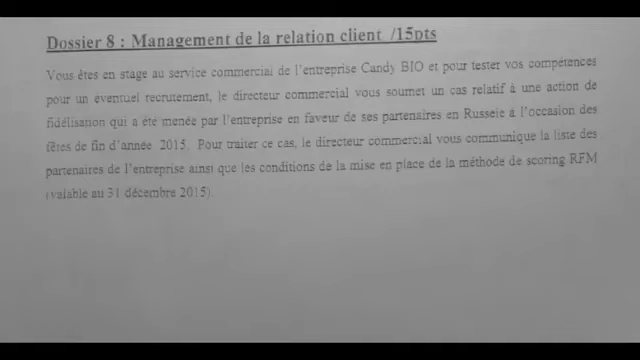 Dossier 8 : Management de la relation client /15pts
Vous êtes en stage au service commercial de l'entreprise Candy BIO et pour tester vos compétences
pour un éventuel recrutement, le directeur commercial vous soumet un cas relatif à une action de
fidélisation qui a été menée par l'entreprise en faveur de ses partenaires en Russeie à l'occasion des
fêtes de fin d'année 2015. Pour traiter ce cas, le directeur commercial vous communique la liste des
partenaires de l'entreprise ainsi que les conditions de la mise en place de la méthode de scoring RFM
(valable au 31 décembre 2015).